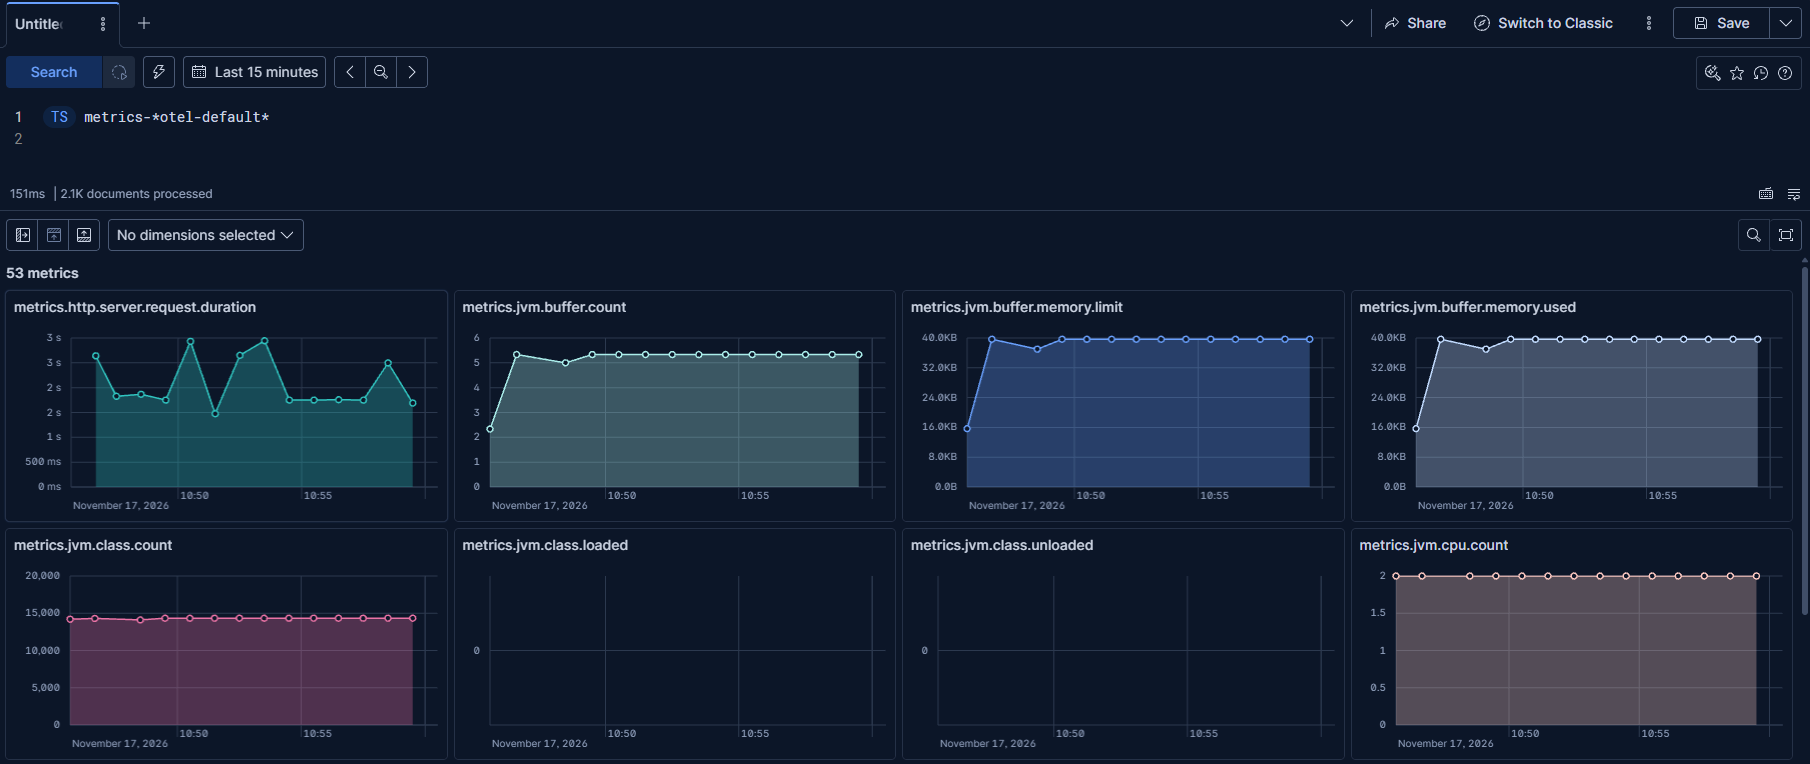 Untitle
Share
Switch to Classic
Save
Search
Last 15 minutes
1 TS metrics-*otel-default*
2
151ms | 2.1K documents processed
No dimensions selected
53 metrics
metrics.http.server.request.duration
3 s
3 s
2 s
2 s
1 s
500 ms
0 ms
10:50 10:55
November 17, 2026
metrics.jvm.buffer.count
6
5
4
3
2
1
0
10:50 10:55
November 17, 2026
metrics.jvm.buffer.memory.limit
40.0KB
32.0KB
24.0KB
16.0KB
8.0KB
0.0B
10:50 10:55
November 17, 2026
metrics.jvm.buffer.memory.used
40.0KB
32.0KB
24.0KB
16.0KB
8.0KB
0.0B
10:50 10:55
November 17, 2026
metrics.jvm.class.count
20,000
15,000
10,000
5,000
0
10:50 10:55
November 17, 2026
metrics.jvm.class.loaded
0
10:50 10:55
November 17, 2026
metrics.jvm.class.unloaded
0
10:50 10:55
November 17, 2026
metrics.jvm.cpu.count
2
1.5
1
0.5
0
10:50 10:55
November 17, 2026